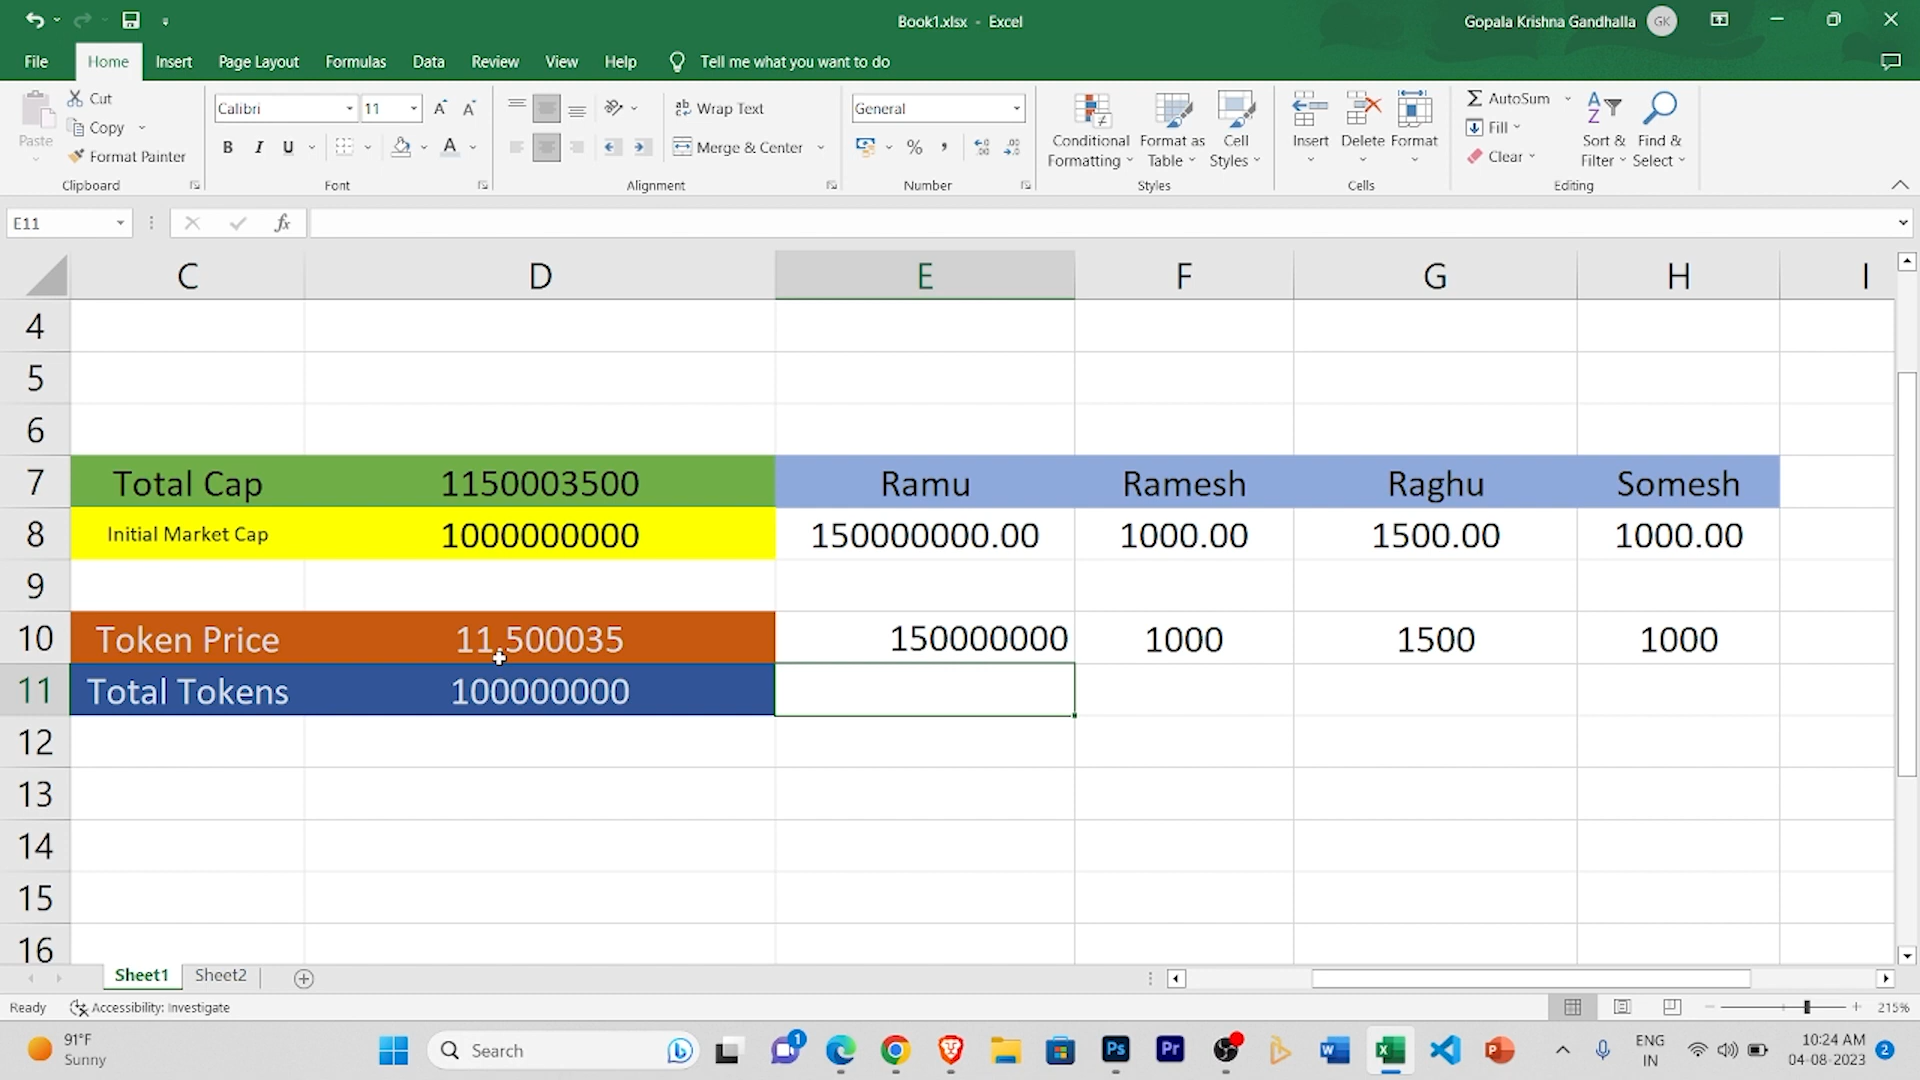 Book1.xlsx - Excel
Gopala Krishna Gandhalla GK
File Home Insert Page Layout Formulas Data Review View Help Tell me what you want to do
Paste
Cut
Copy
Format Painter
Clipboard
Calibri 11
B I U
Font
Wrap Text
Merge & Center
Alignment
General
%
Number
Conditional Formatting
Format as Table
Cell Styles
Styles
Insert Delete Format
Cells
AutoSum
Fill
Clear
Sort & Filter
Find & Select
Editing
E11 fx
C D E F G H I
4
5
6
7 Total Cap 1150003500 Ramu Ramesh Raghu Somesh
8 Initial Market Cap 1000000000 150000000.00 1000.00 1500.00 1000.00
9
10 Token Price 11.500035 150000000 1000 1500 1000
11 Total Tokens 100000000
12
13
14
15
16
Sheet1 Sheet2
Ready Accessibility: Investigate 215%
91°F
Sunny
Search
1
Ps Pr
ENG
IN
10:24 AM
04-08-2023
2